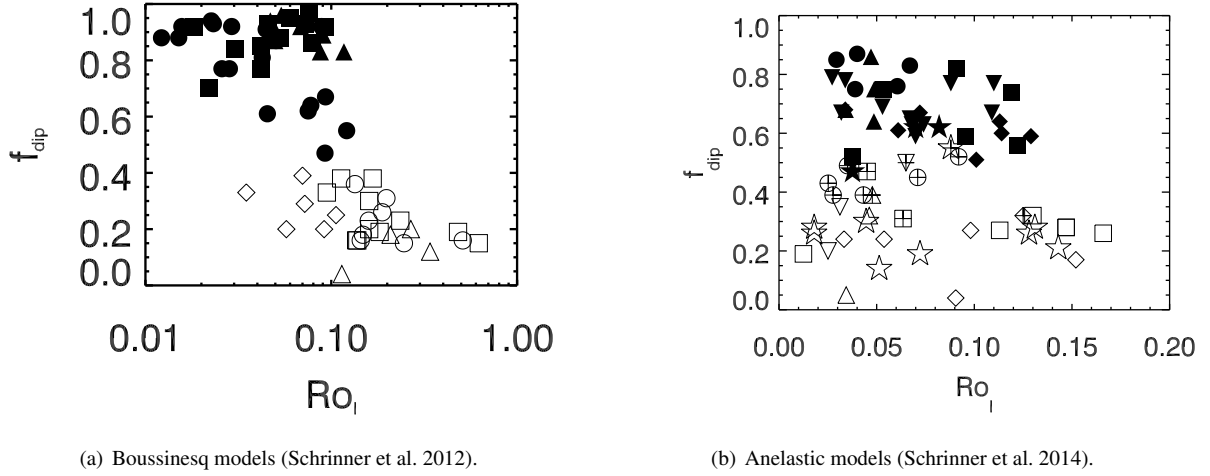 1.0
0.8
0.6
0.4
0.2
0.0
f_dip
0.01 0.10 1.00
Ro_l
(a) Boussinesq models (Schrinner et al. 2012).
1.0
0.8
0.6
0.4
0.2
0.0
f_dip
0.00 0.05 0.10 0.15 0.20
Ro_l
(b) Anelastic models (Schrinner et al. 2014).